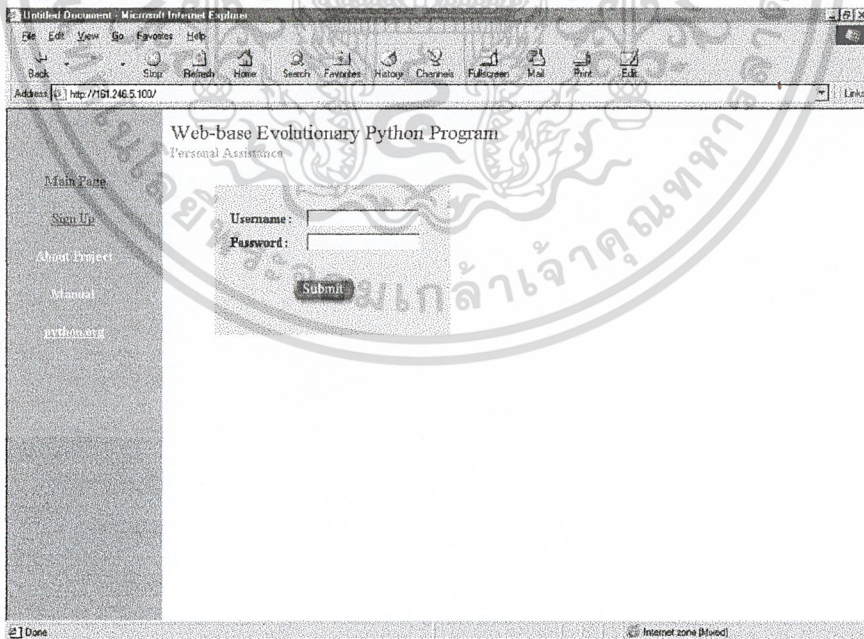 Untitled Document - Microsoft Internet Explorer
File Edit View Go Favorites Help
Back Stop Refresh Home Search Favorites History Channels Fullscreen Mail Print Edit
Address http://161.246.5.100/ Links
Web-base Evolutionary Python Program
Personal Assistance
Main Page
Sign Up
About Project
Manual
python.org
Username :
Password :
Submit
Done Internet zone (Mixed)